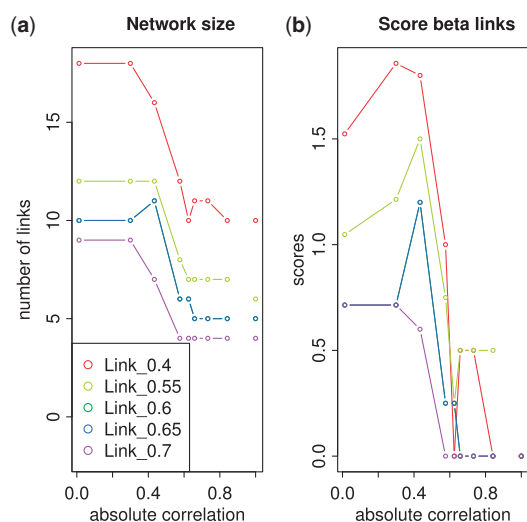 (a) Network size
number of links
0 5 10 15
Link_0.4
Link_0.55
Link_0.6
Link_0.65
Link_0.7
0.0 0.4 0.8
absolute correlation
(b) Score beta links
scores
0.0 0.5 1.0 1.5
0.0 0.4 0.8
absolute correlation